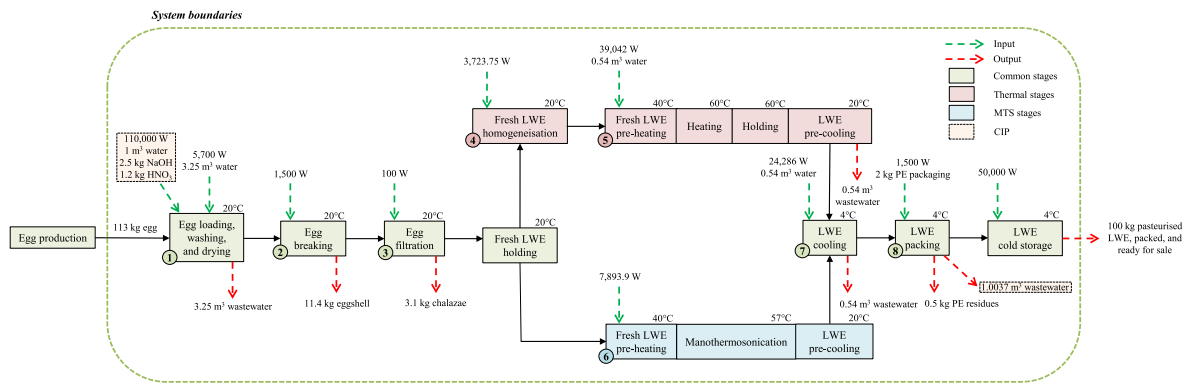 System boundaries
Input
Output
Common stages
Thermal stages
MTS stages
CIP
110,000 W
1 m³ water
2.5 kg NaOH
1.2 kg HNO₃
5,700 W
3.25 m³ water
1,500 W
100 W
3,723.75 W
39,042 W
0.54 m³ water
20°C
Fresh LWE
homogeneisation
4
40°C
60°C
60°C
20°C
Fresh LWE
pre-heating
Heating
Holding
LWE
pre-cooling
5
0.54 m³
wastewater
24,286 W
0.54 m³ water
1,500 W
2 kg PE packaging
50,000 W
Egg production
113 kg egg
20°C
Egg loading,
washing,
and drying
1
20°C
Egg
breaking
2
20°C
Egg
filtration
3
20°C
Fresh LWE
holding
4°C
LWE
cooling
7
4°C
LWE
packing
8
4°C
LWE
cold storage
100 kg pasteurised
LWE, packed, and
ready for sale
3.25 m³ wastewater
11.4 kg eggshell
3.1 kg chalazae
7,893.9 W
0.54 m³ wastewater
0.5 kg PE residues
1.0037 m³ wastewater
40°C
57°C
20°C
Fresh LWE
pre-heating
Manothermosonication
LWE
pre-cooling
6